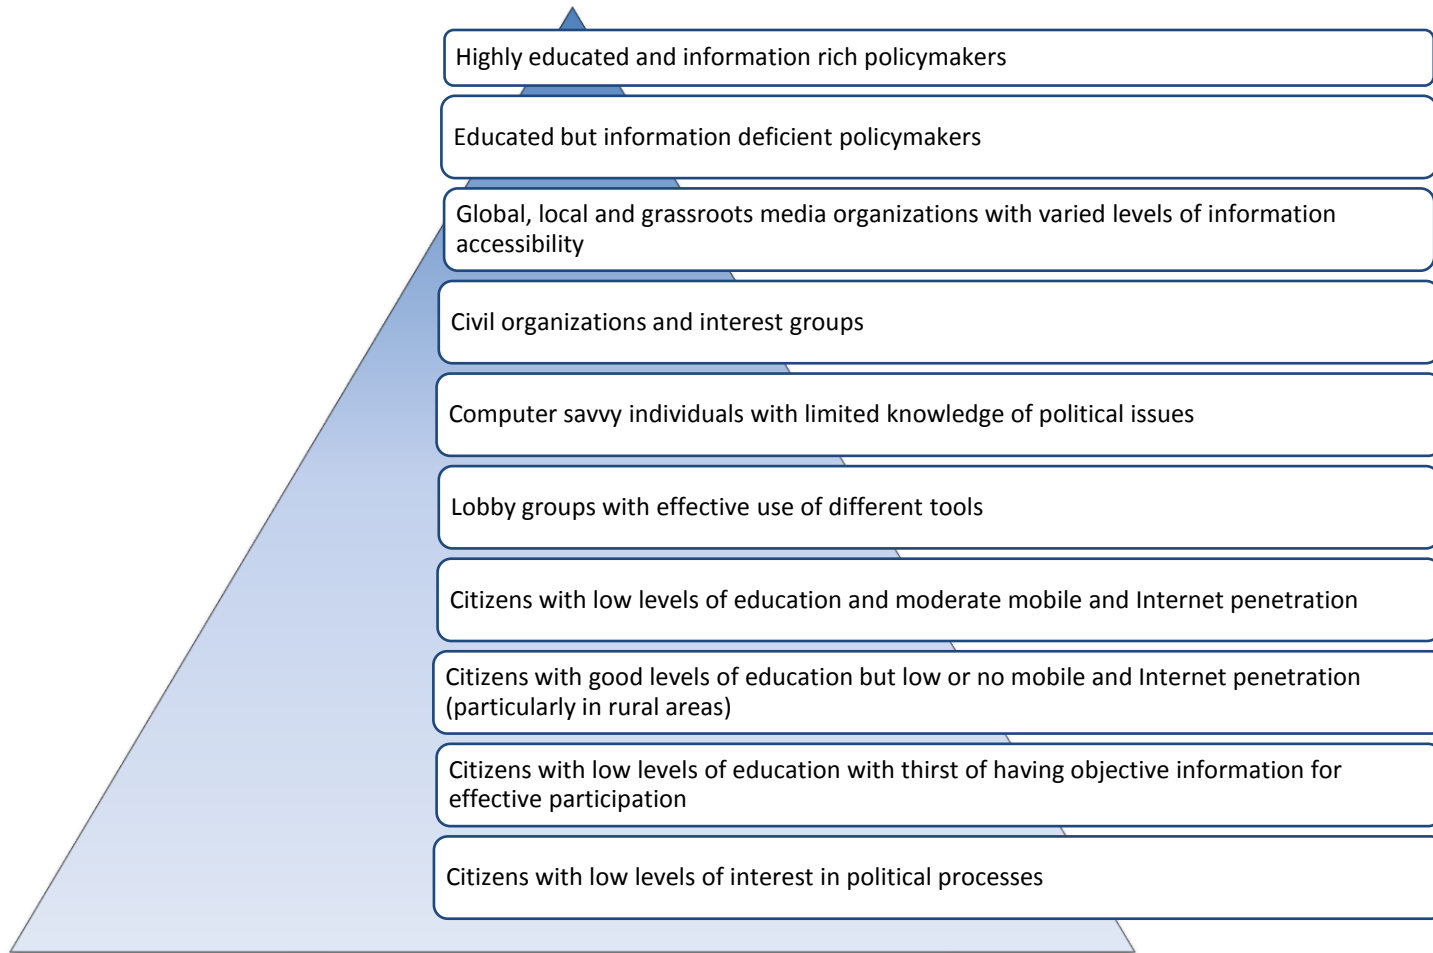 Highly educated and information rich policymakers
Educated but information deficient policymakers
Global, local and grassroots media organizations with varied levels of information
accessibility
Civil organizations and interest groups
Computer savvy individuals with limited knowledge of political issues
Lobby groups with effective use of different tools
Citizens with low levels of education and moderate mobile and Internet penetration
Citizens with good levels of education but low or no mobile and Internet penetration
(particularly in rural areas)
Citizens with low levels of education with thirst of having objective information for
effective participation
Citizens with low levels of interest in political processes